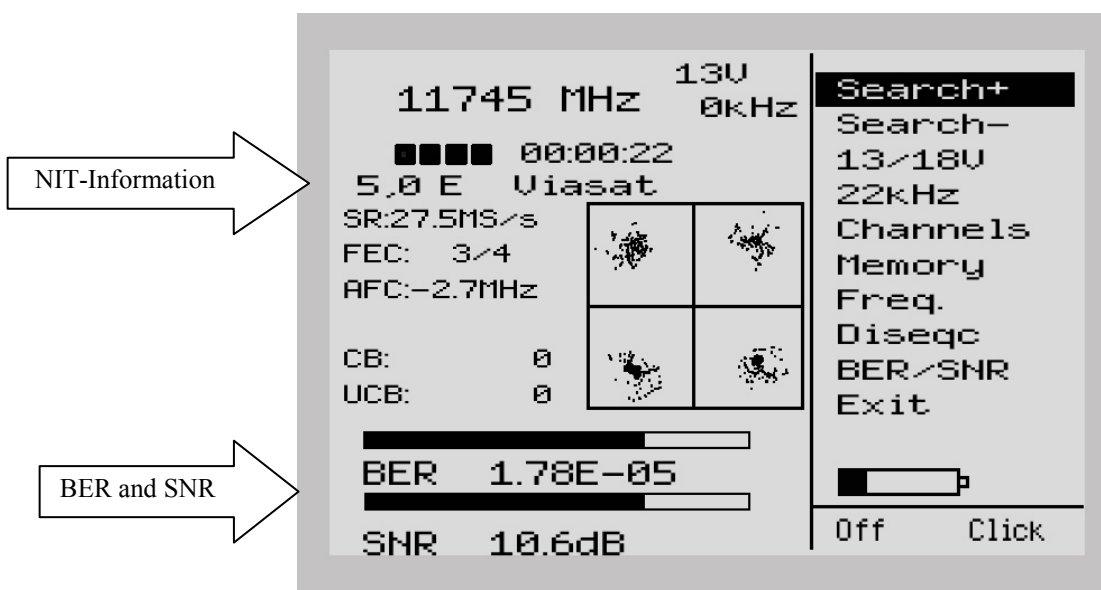 NIT-Information
BER and SNR
11745 MHz
13V
0kHz
00:00:22
5,0 E Viasat
SR:27.5MS/s
FEC: 3/4
AFC:-2.7MHz
CB: 0
UCB: 0
BER 1.78E-05
SNR 10.6dB
Search+
Search-
13/18V
22kHz
Channels
Memory
Freq.
Diseqc
BER/SNR
Exit
Off Click